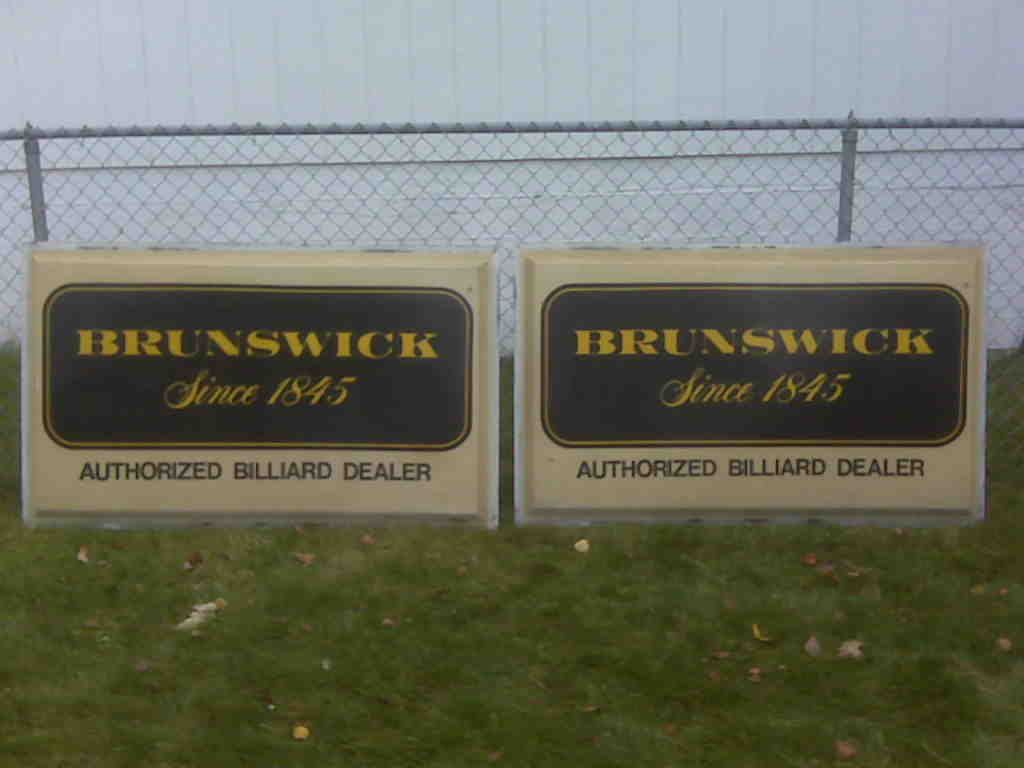 BRUNSWICK
Since 1845
AUTHORIZED BILLIARD DEALER
BRUNSWICK
Since 1845
AUTHORIZED BILLIARD DEALER